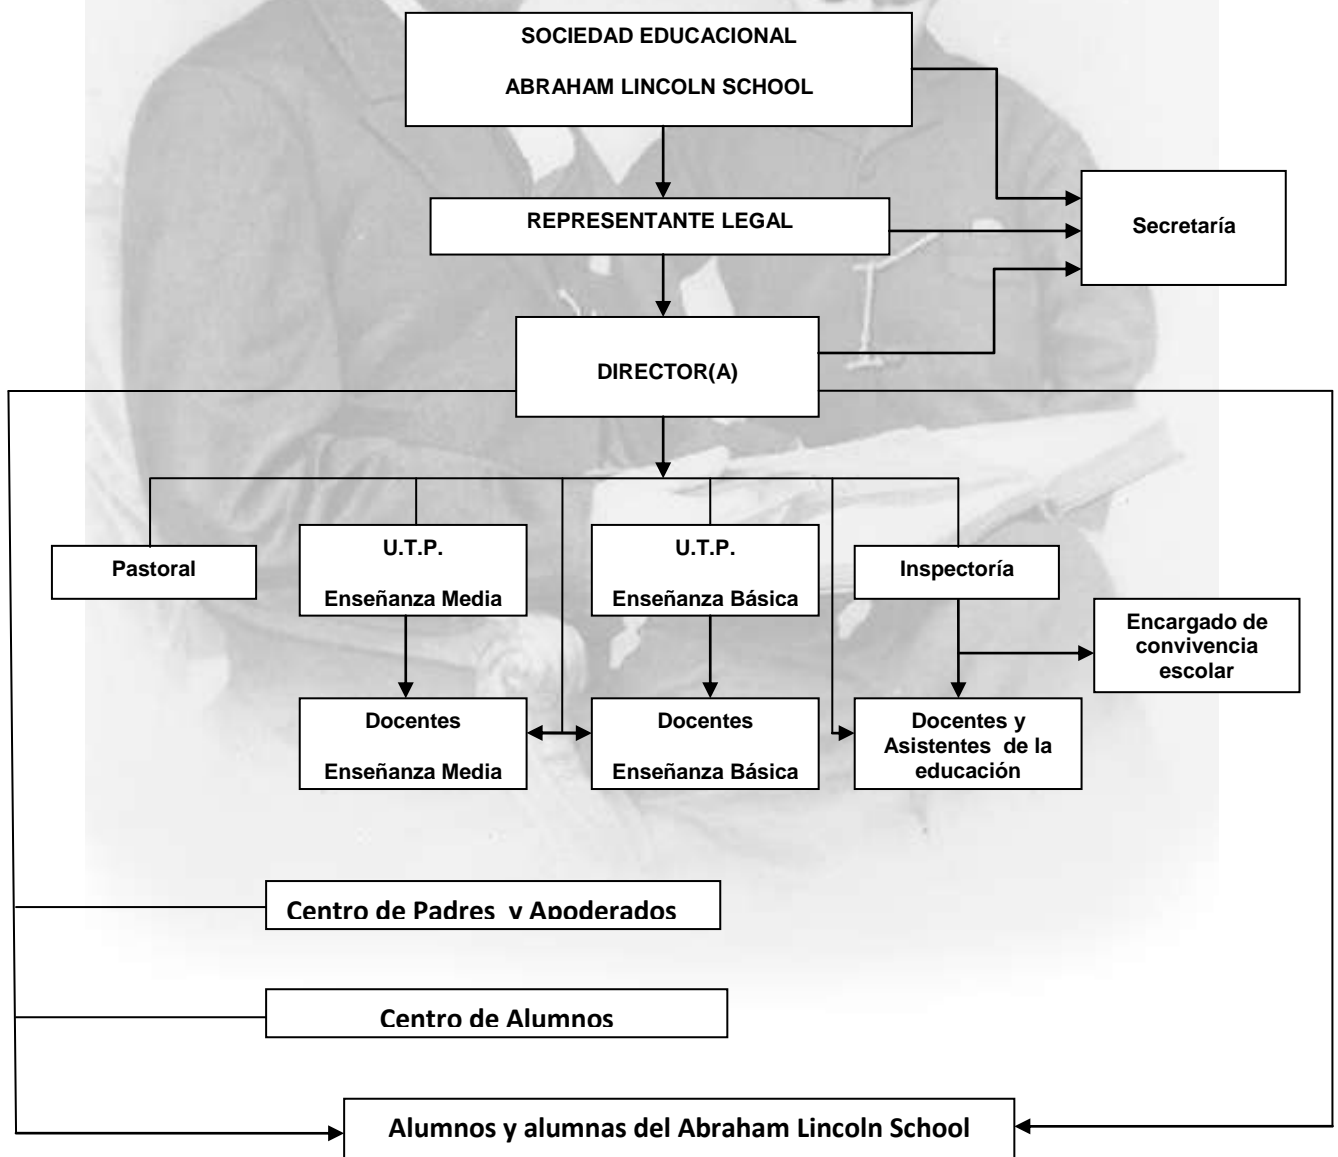 SOCIEDAD EDUCACIONAL
ABRAHAM LINCOLN SCHOOL
REPRESENTANTE LEGAL
Secretaría
DIRECTOR(A)
Pastoral
U.T.P.
Enseñanza Media
U.T.P.
Enseñanza Básica
Inspectoría
Encargado de
convivencia
escolar
Docentes
Enseñanza Media
Docentes
Enseñanza Básica
Docentes y
Asistentes de la
educación
Centro de Padres y Apoderados
Centro de Alumnos
Alumnos y alumnas del Abraham Lincoln School